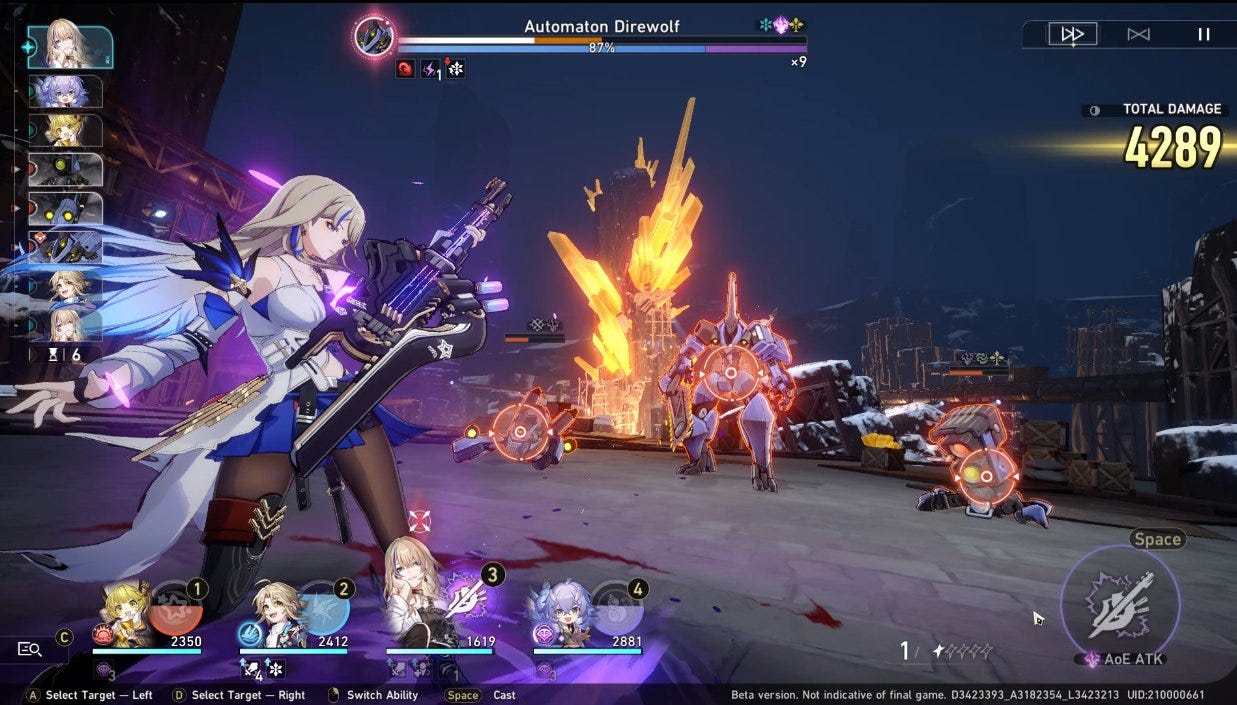 Automaton Direwolf
87%
×9
1
TOTAL DAMAGE
4289
6
Space
1
2
3
4
2350
2412
1619
2881
C
3
4
1
3
1/
AoE ATK
A Select Target — Left
D Select Target — Right
Switch Ability
Space Cast
Beta version. Not indicative of final game. D3423393_A3182354_L3423213 UID:210000661